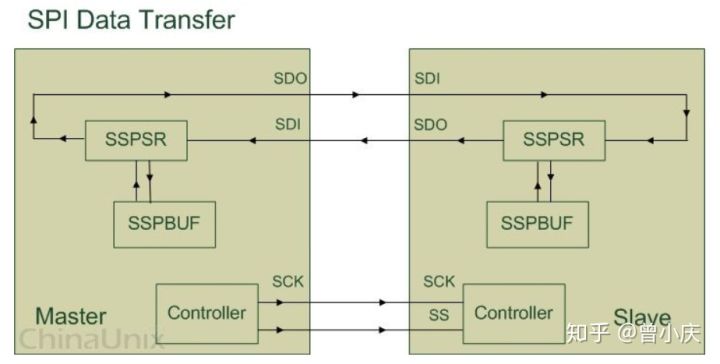 SPI Data Transfer
SDO SDI
SDI SDO
SSPSR SSPSR
SSPBUF SSPBUF
SCK SCK
SS
Controller Controller
Master Slave
ChinaUnix
知乎 @曾小庆